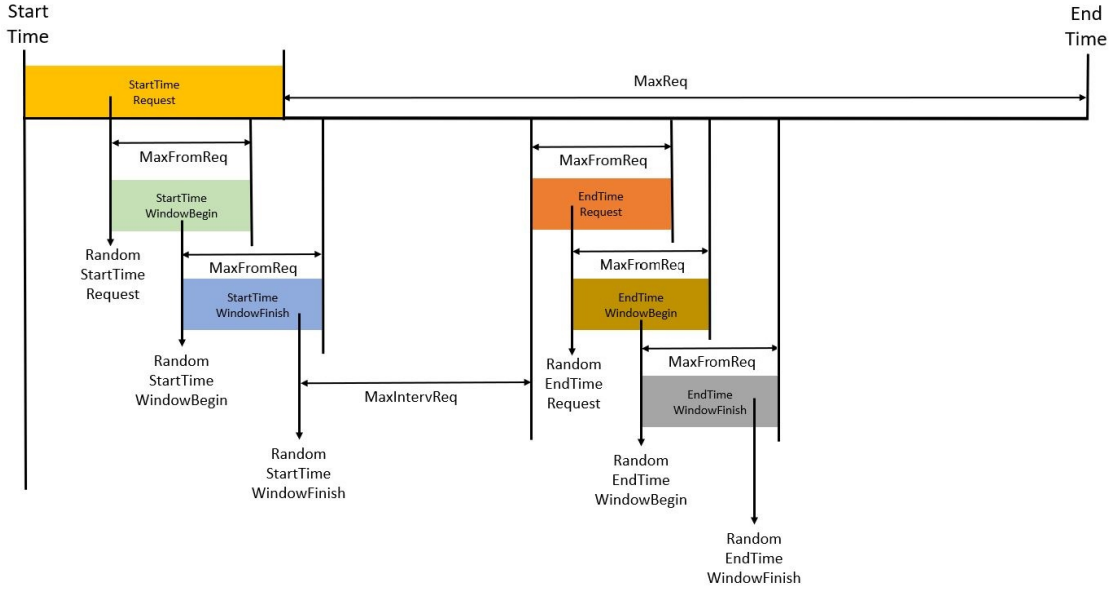 Start
Time
End
Time
StartTime
Request
MaxReq
MaxFromReq
MaxFromReq
StartTime
WindowBegin
EndTime
Request
Random
StartTime
Request
MaxFromReq
MaxFromReq
StartTime
WindowFinish
EndTime
WindowBegin
Random
StartTime
WindowBegin
MaxIntervReq
Random
EndTime
Request
MaxFromReq
EndTime
WindowFinish
Random
StartTime
WindowFinish
Random
EndTime
WindowBegin
Random
EndTime
WindowFinish